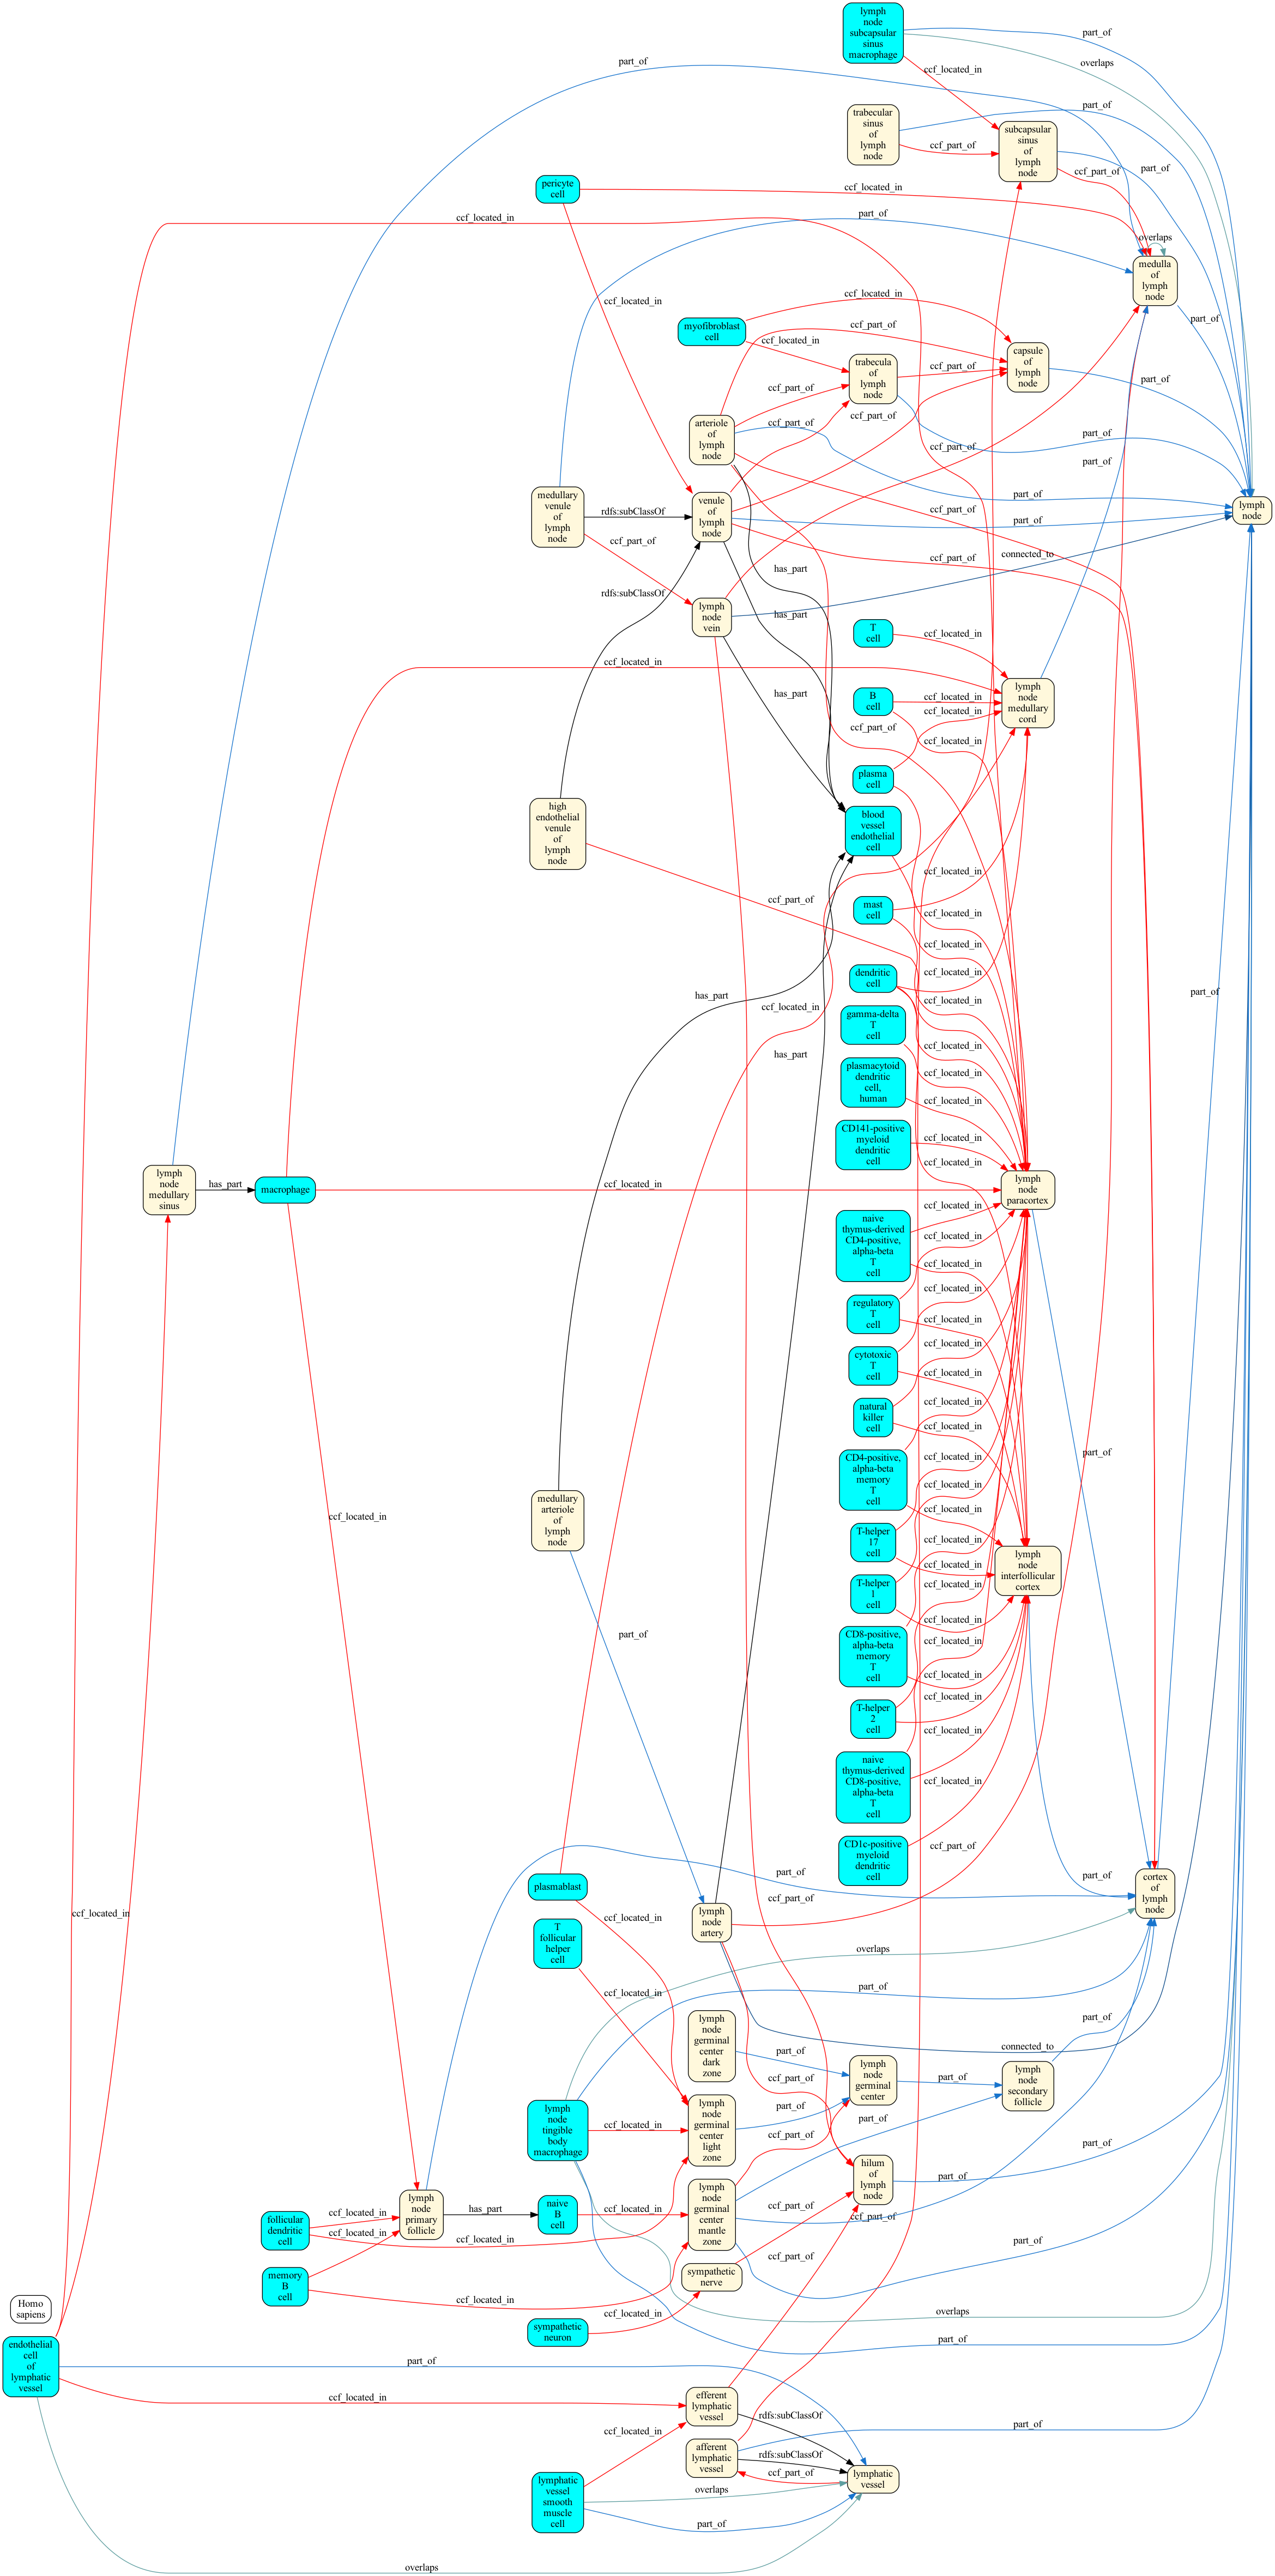 lymph
node
subcapsular
sinus
macrophage
part_of
overlaps
part_of
ccf_located_in
trabecular
sinus
of
lymph
node
part_of
ccf_part_of
subcapsular
sinus
of
lymph
node
part_of
ccf_part_of
pericyte
cell
ccf_located_in
ccf_located_in
part_of
overlaps
medulla
of
lymph
node
part_of
ccf_located_in
myofibroblast
cell
ccf_located_in
ccf_located_in
ccf_part_of
trabecula
of
lymph
node
ccf_part_of
capsule
of
lymph
node
part_of
ccf_part_of
arteriole
of
lymph
node
ccf_part_of
ccf_part_of
part_of
ccf_part_of
part_of
part_of
ccf_part_of
medullary
venule
of
lymph
node
rdfs:subClassOf
ccf_part_of
venule
of
lymph
node
part_of
part_of
ccf_part_of
lymph
node
has_part
connected_to
ccf_part_of
rdfs:subClassOf
lymph
node
vein
has_part
T
cell
ccf_located_in
ccf_located_in
has_part
B
cell
ccf_located_in
ccf_located_in
lymph
node
medullary
cord
ccf_part_of
ccf_located_in
plasma
cell
high
endothelial
venule
of
lymph
node
blood
vessel
endothelial
cell
ccf_located_in
ccf_part_of
mast
cell
ccf_located_in
ccf_located_in
dendritic
cell
ccf_located_in
has_part
ccf_located_in
part_of
ccf_located_in
gamma-delta
T
cell
ccf_located_in
has_part
plasmacytoid
dendritic
cell,
human
ccf_located_in
CD141-positive
myeloid
dendritic
cell
ccf_located_in
ccf_located_in
lymph
node
medullary
sinus
has_part
macrophage
ccf_located_in
lymph
node
paracortex
naive
thymus-derived
CD4-positive,
alpha-beta
T
cell
ccf_located_in
ccf_located_in
ccf_located_in
regulatory
T
cell
ccf_located_in
ccf_located_in
cytotoxic
T
cell
ccf_located_in
ccf_located_in
natural
killer
cell
ccf_located_in
ccf_located_in
part_of
CD4-positive,
alpha-beta
memory
T
cell
ccf_located_in
ccf_located_in
medullary
arteriole
of
lymph
node
ccf_located_in
T-helper
17
cell
ccf_located_in
ccf_located_in
lymph
node
interfollicular
cortex
T-helper
1
cell
ccf_located_in
ccf_located_in
part_of
CD8-positive,
alpha-beta
memory
T
cell
ccf_located_in
ccf_located_in
T-helper
2
cell
ccf_located_in
naive
thymus-derived
CD8-positive,
alpha-beta
T
cell
ccf_located_in
ccf_located_in
CD1c-positive
myeloid
dendritic
cell
ccf_part_of
part_of
part_of
cortex
of
lymph
node
plasmablast
ccf_part_of
ccf_located_in
ccf_located_in
lymph
node
artery
T
follicular
helper
cell
overlaps
ccf_located_in
part_of
lymph
node
germinal
center
dark
zone
part_of
part_of
connected_to
ccf_part_of
lymph
node
germinal
center
part_of
lymph
node
secondary
follicle
lymph
node
tingible
body
macrophage
ccf_located_in
lymph
node
germinal
center
light
zone
part_of
part_of
ccf_part_of
part_of
hilum
of
lymph
node
part_of
lymph
node
primary
follicle
has_part
naive
B
cell
ccf_located_in
lymph
node
germinal
center
mantle
zone
ccf_part_of
ccf_part_of
follicular
dendritic
cell
ccf_located_in
ccf_located_in
ccf_located_in
part_of
ccf_part_of
memory
B
cell
ccf_located_in
sympathetic
nerve
Homo
sapiens
sympathetic
neuron
ccf_located_in
overlaps
part_of
endothelial
cell
of
lymphatic
vessel
part_of
ccf_located_in
efferent
lymphatic
vessel
rdfs:subClassOf
part_of
ccf_located_in
afferent
lymphatic
vessel
rdfs:subClassOf
ccf_part_of
lymphatic
vessel
lymphatic
vessel
smooth
muscle
cell
overlaps
part_of
overlaps